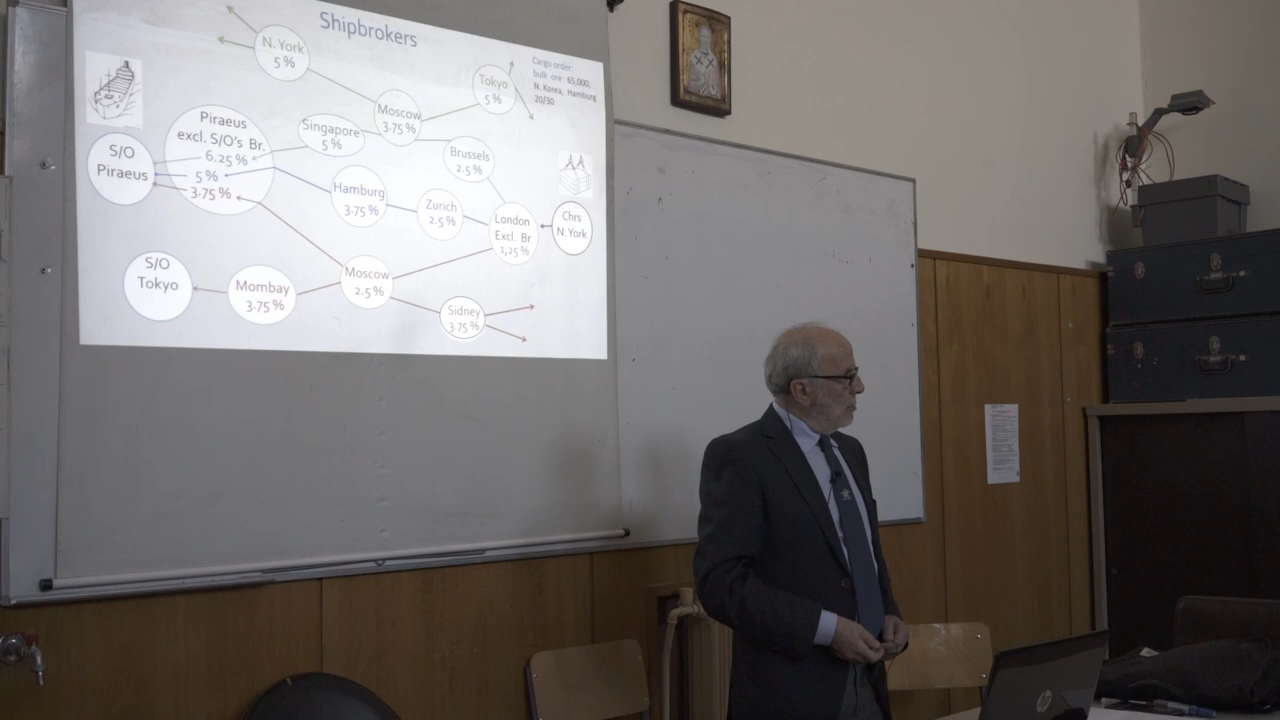 Shipbrokers
N. York
5 %
Cargo order:
bulk ore 65,000,
N. Korea, Hamburg
20/30
Tokyo
5 %
Moscow
3.75 %
Piraeus
excl. S/O's Br.
6.25 %
5 %
3.75 %
Singapore
5 %
Brussels
2.5 %
S/O
Piraeus
Hamburg
3.75 %
Zurich
2.5 %
London
Excl. Br
1,25 %
Chrs
N. York
S/O
Tokyo
Mombay
3.75 %
Moscow
2.5 %
Sidney
3.75 %
hp